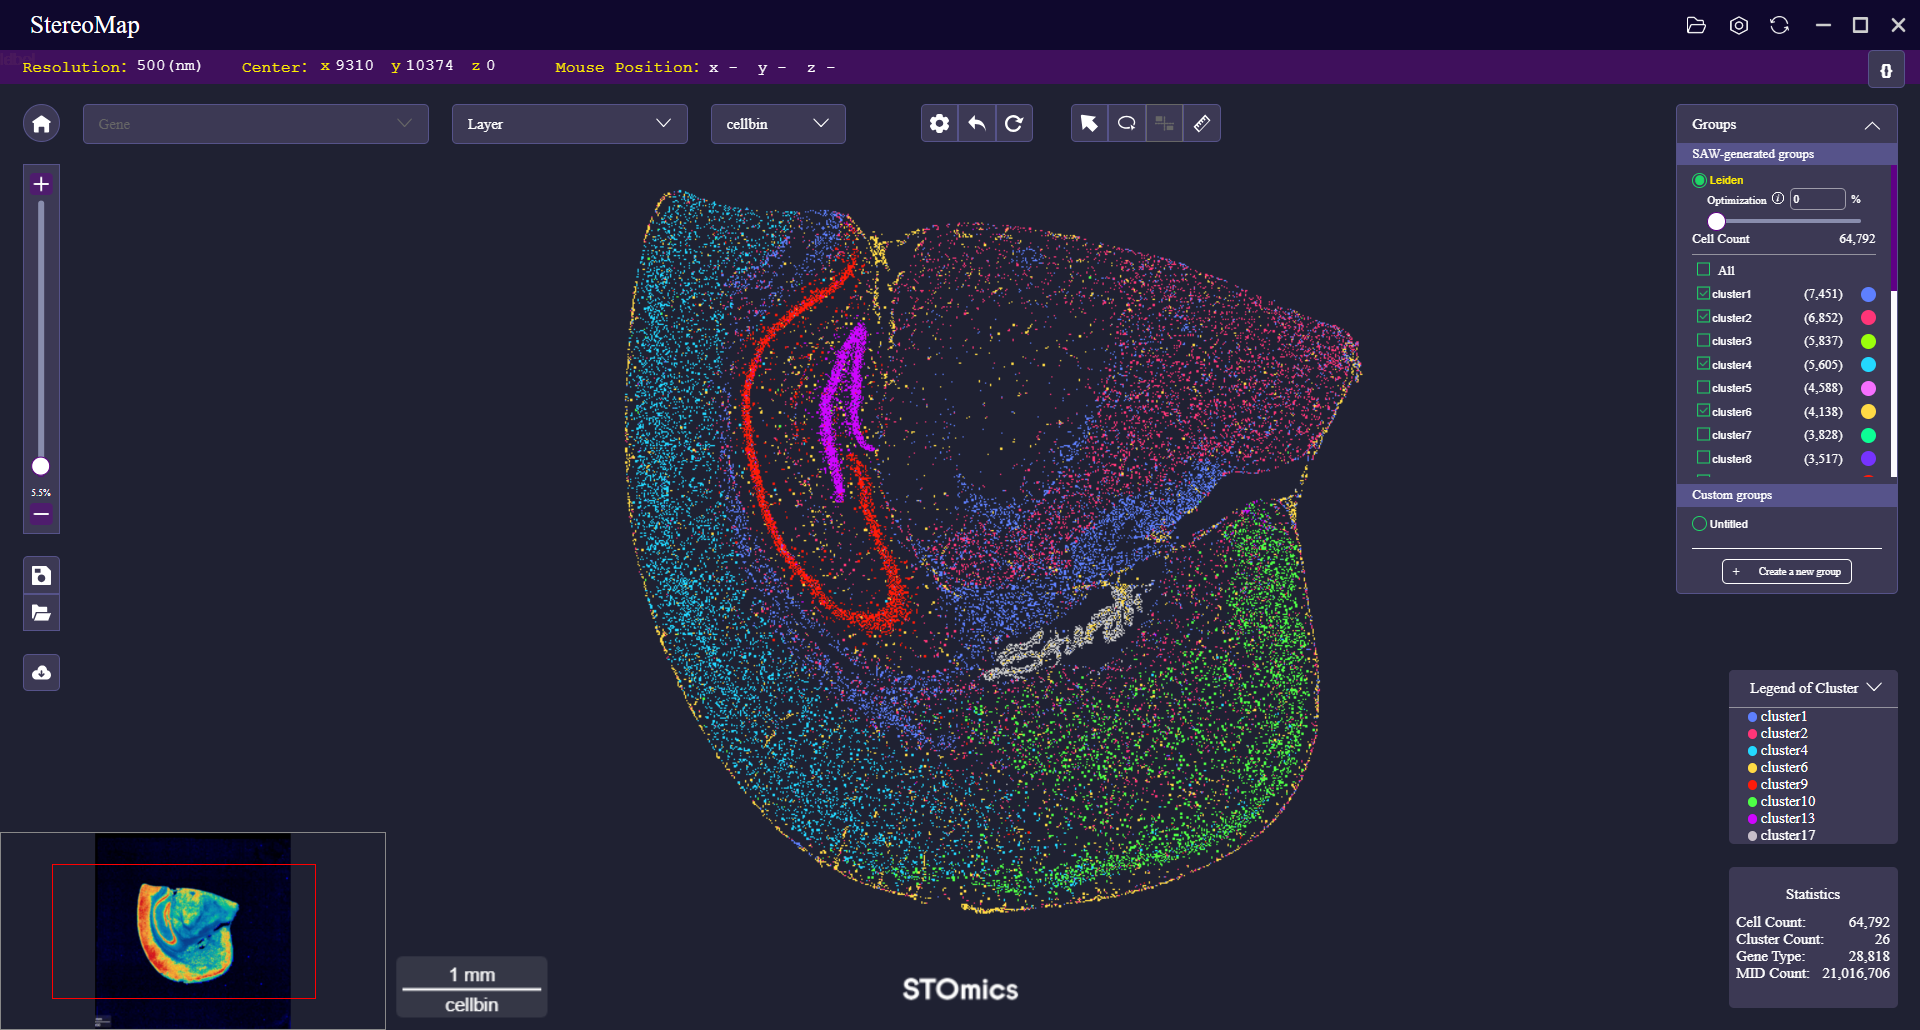 StereoMap
Resolution: 500(nm) Center: x 9310 y 10374 z 0 Mouse Position: x - y - z -
Gene
Layer
cellbin
5.5%
Groups
SAW-generated groups
Leiden
Optimization i 0 %
Cell Count 64,792
All
cluster1 (7,451)
cluster2 (6,852)
cluster3 (5,837)
cluster4 (5,605)
cluster5 (4,588)
cluster6 (4,138)
cluster7 (3,828)
cluster8 (3,517)
Custom groups
Untitled
+ Create a new group
Legend of Cluster
cluster1
cluster2
cluster4
cluster6
cluster9
cluster10
cluster13
cluster17
Statistics
Cell Count: 64,792
Cluster Count: 26
Gene Type: 28,818
MID Count: 21,016,706
1 mm
cellbin
STOmics